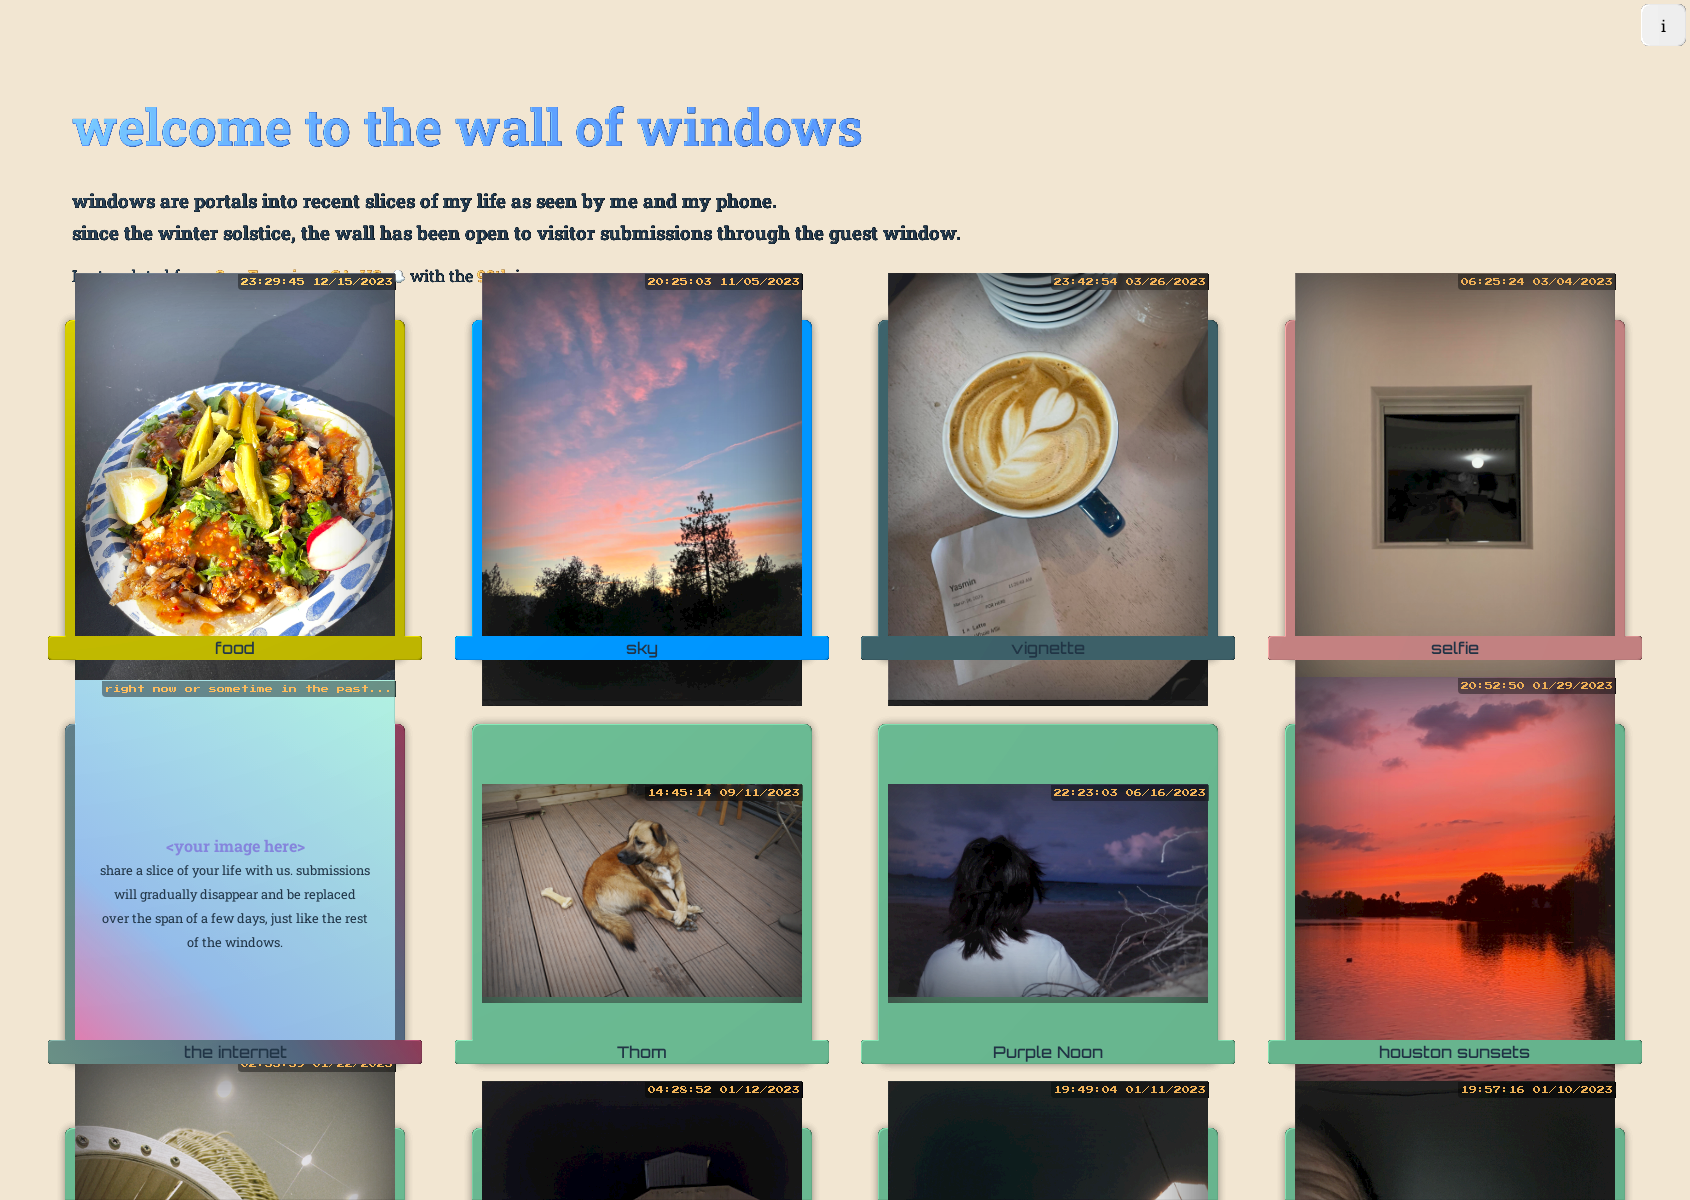 i
welcome to the wall of windows
windows are portals into recent slices of my life as seen by me and my phone.
since the winter solstice, the wall has been open to visitor submissions through the guest window.
with the
23:29:45 12/15/2023
20:25:03 11/05/2023
23:42:54 03/26/2023
06:25:24 03/04/2023
Yasmin
1 × Latte
food
sky
vignette
selfie
right now or sometime in the past...
<your image here>
share a slice of your life with us. submissions
will gradually disappear and be replaced
over the span of a few days, just like the rest
of the windows.
14:45:14 09/11/2023
22:23:03 06/16/2023
20:52:50 01/29/2023
the internet
Thom
Purple Noon
houston sunsets
04:28:52 01/12/2023
19:49:04 01/11/2023
19:57:16 01/10/2023